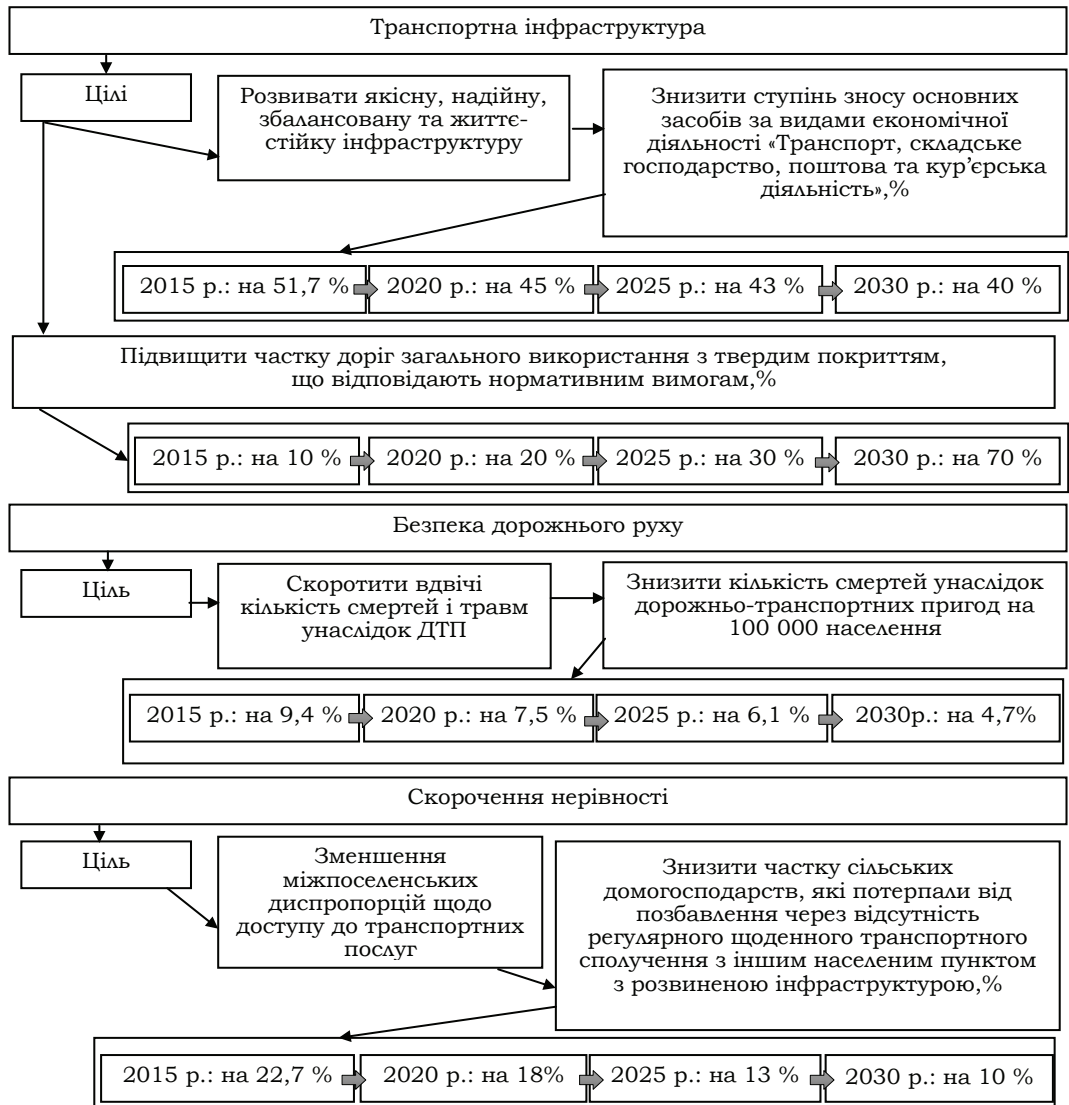 Транспортна інфраструктура
Цілі
Розвивати якісну, надійну,
збалансовану та життє-
стійку інфраструктуру
Знизити ступінь зносу основних
засобів за видами економічної
діяльності «Транспорт, складське
господарство, поштова та кур’єрська
діяльність»,%
2015 р.: на 51,7 %
2020 р.: на 45 %
2025 р.: на 43 %
2030 р.: на 40 %
Підвищити частку доріг загального використання з твердим покриттям,
що відповідають нормативним вимогам,%
2015 р.: на 10 %
2020 р.: на 20 %
2025 р.: на 30 %
2030 р.: на 70 %
Безпека дорожнього руху
Ціль
Скоротити вдвічі
кількість смертей і травм
унаслідок ДТП
Знизити кількість смертей унаслідок
дорожньо-транспортних пригод на
100 000 населення
2015 р.: на 9,4 %
2020 р.: на 7,5 %
2025 р.: на 6,1 %
2030р.: на 4,7%
Скорочення нерівності
Ціль
Зменшення
міжпоселенських
диспропорцій щодо
доступу до транспортних
послуг
Знизити частку сільських
домогосподарств, які потерпали від
позбавлення через відсутність
регулярного щоденного транспортного
сполучення з іншим населеним пунктом
з розвиненою інфраструктурою,%
2015 р.: на 22,7 %
2020 р.: на 18%
2025 р.: на 13 %
2030 р.: на 10 %